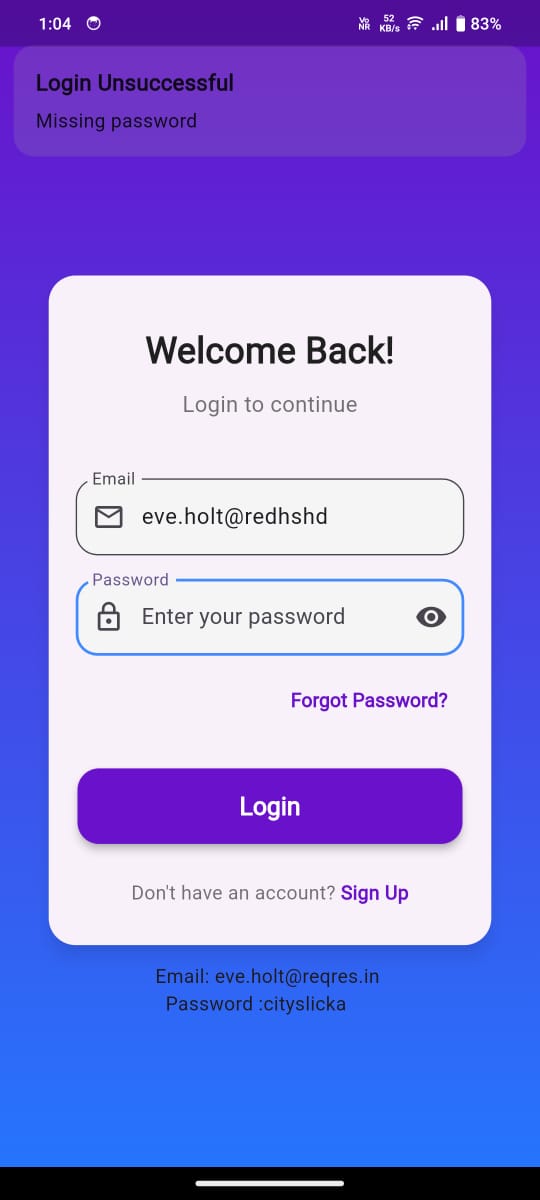 1:04 Vo NR 52 KB/s 83%
Login Unsuccessful
Missing password
Welcome Back!
Login to continue
Email
eve.holt@redhshd
Password
Enter your password
Forgot Password?
Login
Don't have an account? Sign Up
Email: eve.holt@reqres.in
Password :cityslicka